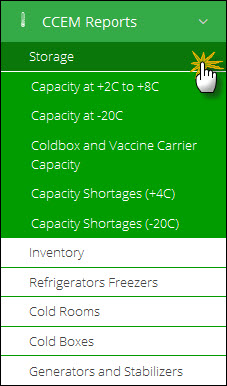 CCEM Reports
Storage
Capacity at +2C to +8C
Capacity at -20C
Coldbox and Vaccine Carrier
Capacity
Capacity Shortages (+4C)
Capacity Shortages (-20C)
Inventory
Refrigerators Freezers
Cold Rooms
Cold Boxes
Generators and Stabilizers